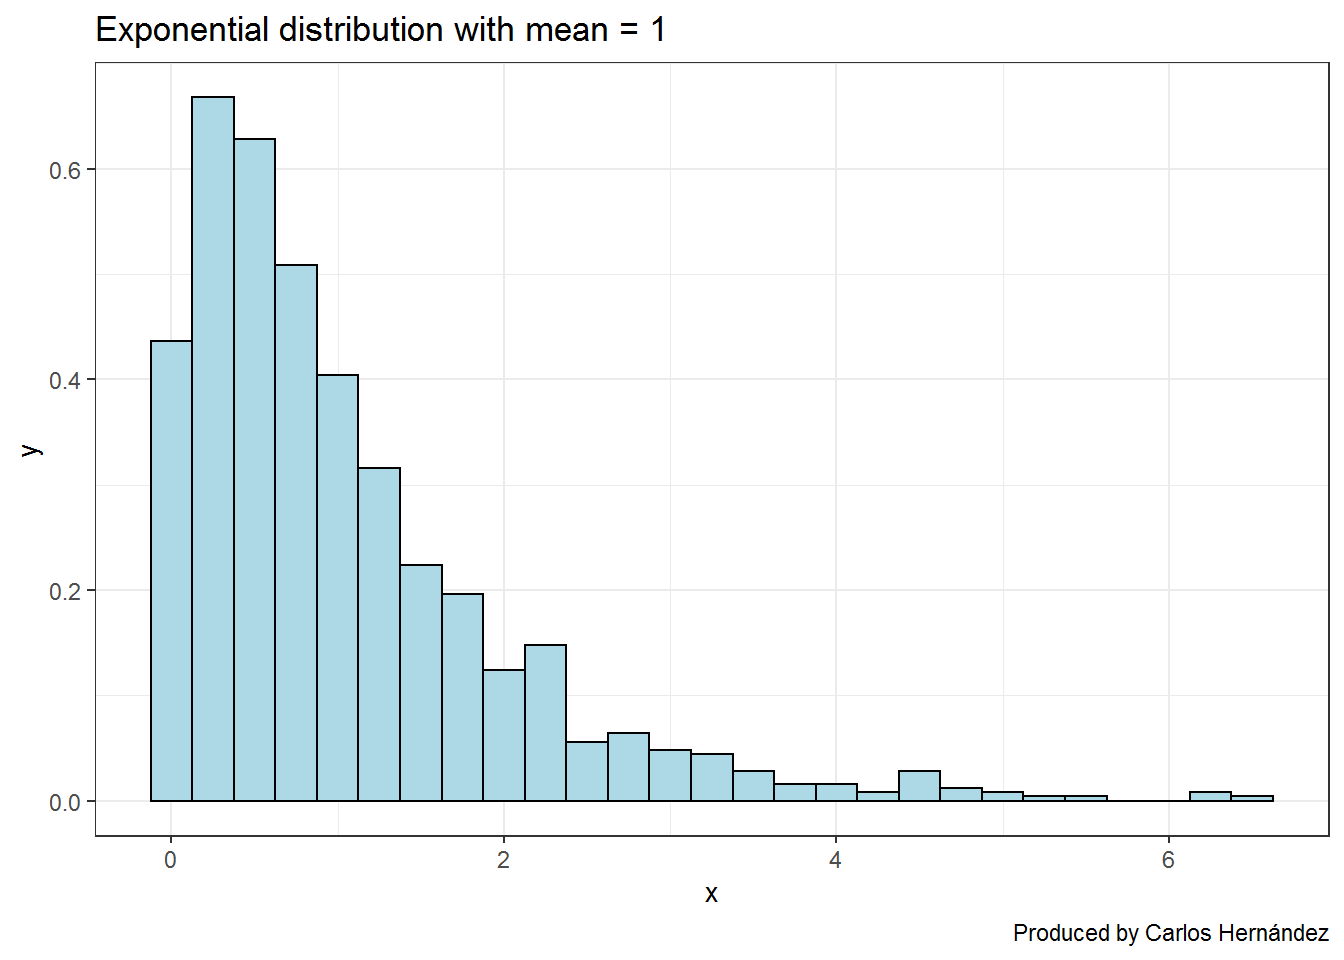 Exponential distribution with mean = 1
0.6
0.4
y
0.2
0.0
0 2 4 6
x
Produced by Carlos Hernández